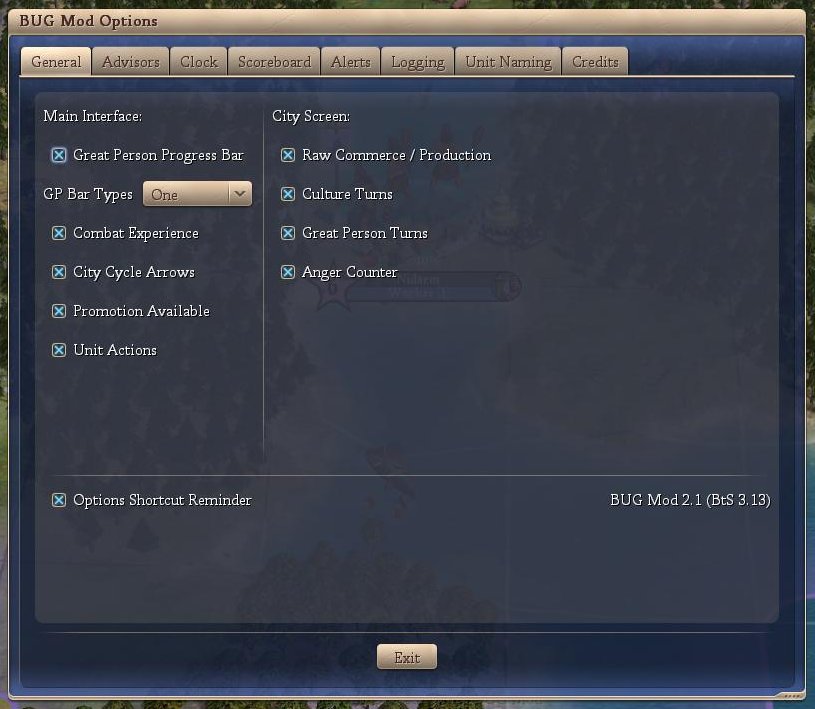 BUG Mod Options
General Advisors Clock Scoreboard Alerts Logging Unit Naming Credits
Main Interface:
Great Person Progress Bar
GP Bar Types One
Combat Experience
City Cycle Arrows
Promotion Available
Unit Actions
City Screen:
Raw Commerce / Production
Culture Turns
Great Person Turns
Anger Counter
Options Shortcut Reminder
BUG Mod 2.1 (BtS 3.13)
Exit